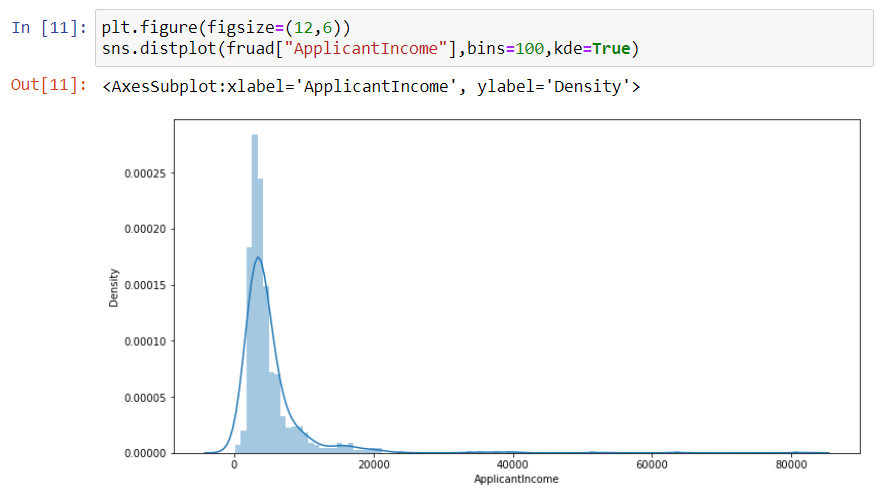 In [11]: plt.figure(figsize=(12,6))
sns.distplot(fruad["ApplicantIncome"],bins=100,kde=True)
Out[11]: <AxesSubplot:xlabel='ApplicantIncome', ylabel='Density'>
0.00025
0.00020
0.00015
0.00010
0.00005
0.00000
Density
0 20000 40000 60000 80000
ApplicantIncome